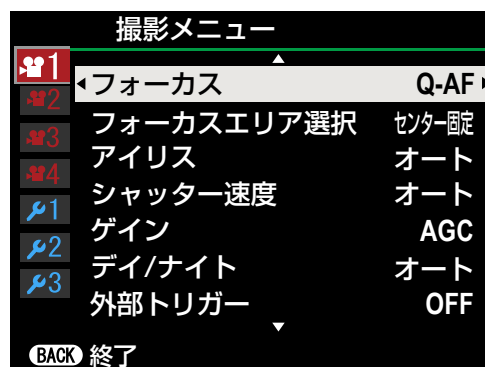 撮影メニュー
1
フォーカス Q-AF
2
フォーカスエリア選択 センター固定
3
アイリス オート
4
シャッター速度 オート
1
ゲイン AGC
2
デイ/ナイト オート
3
外部トリガー OFF
BACK 終了